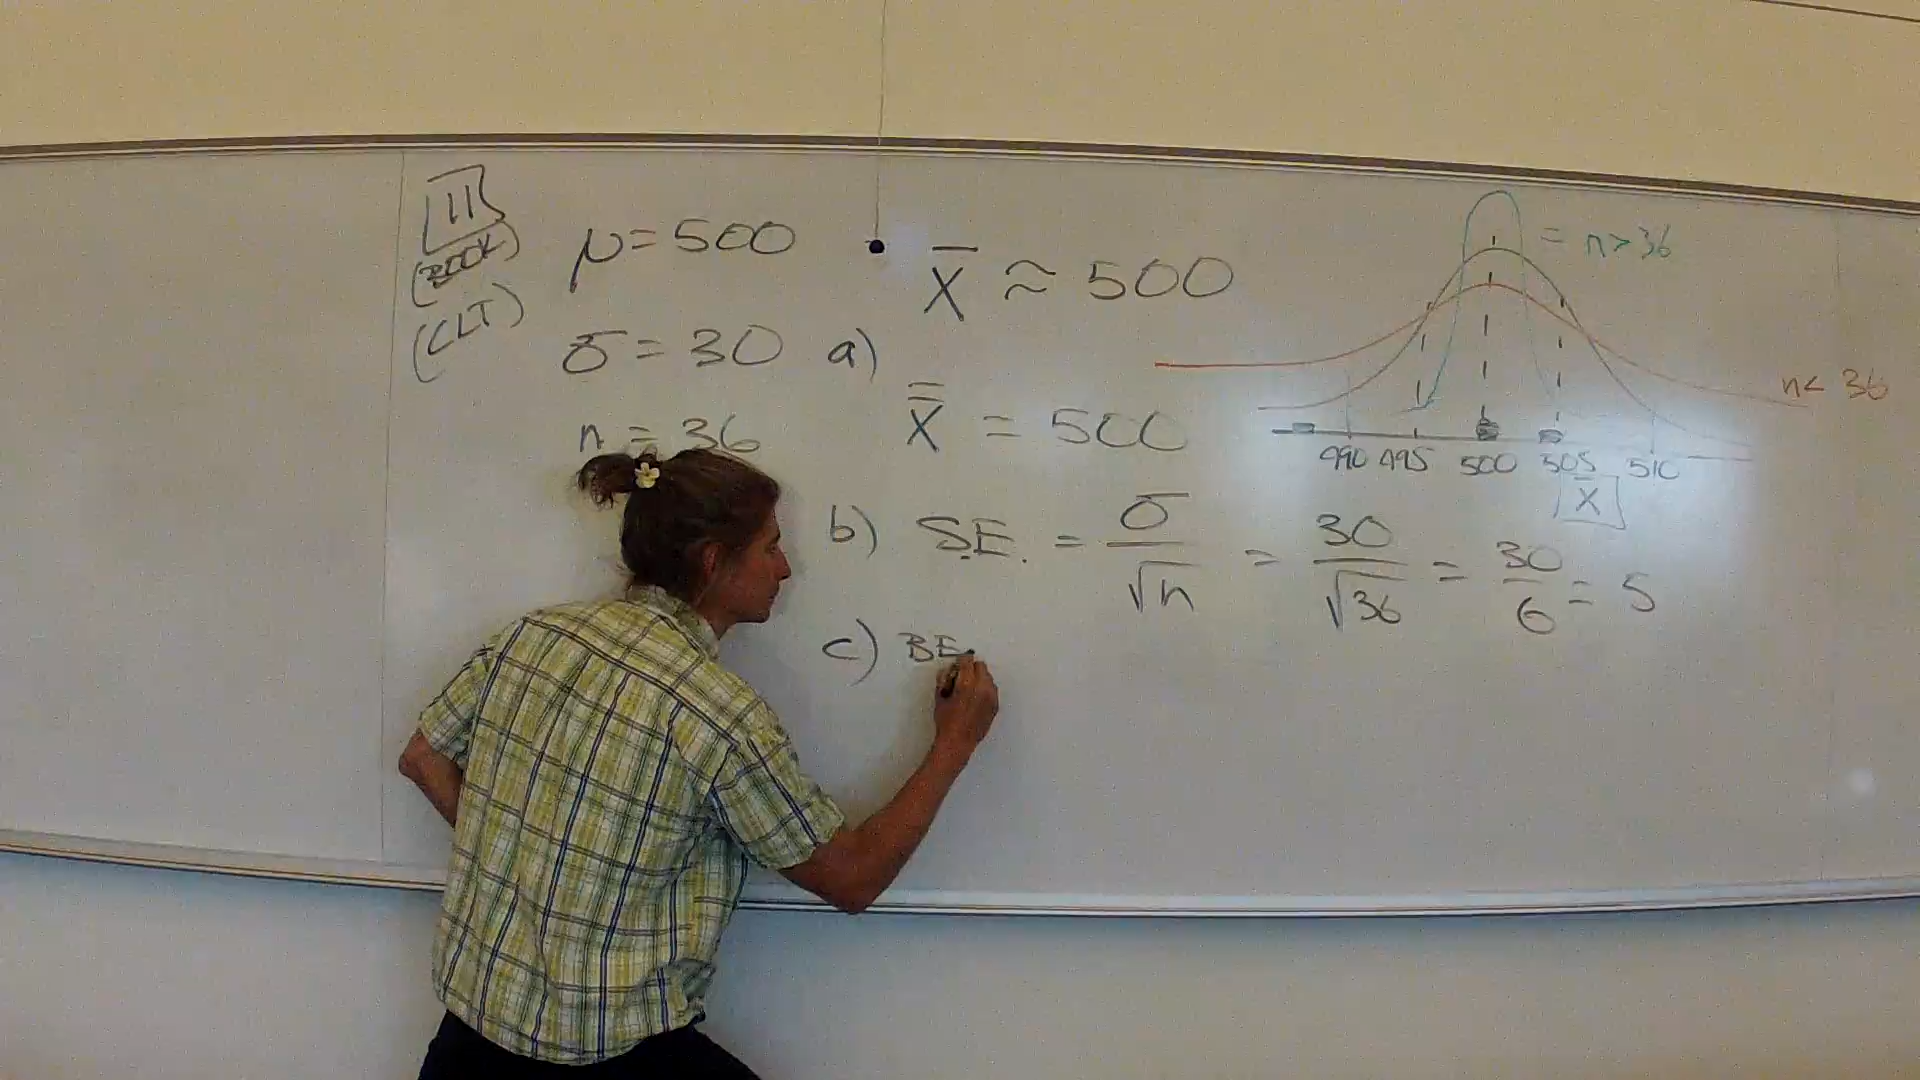 11
(BOOK)
(CLT)
μ = 500
σ = 30
n = 36
X̄ ≈ 500
a)
X̿ = 500
b) S.E. = σ/√n = 30/√36 = 30/6 = 5
c) BE
= n > 36
n < 36
490 495 500 505 510
X̄